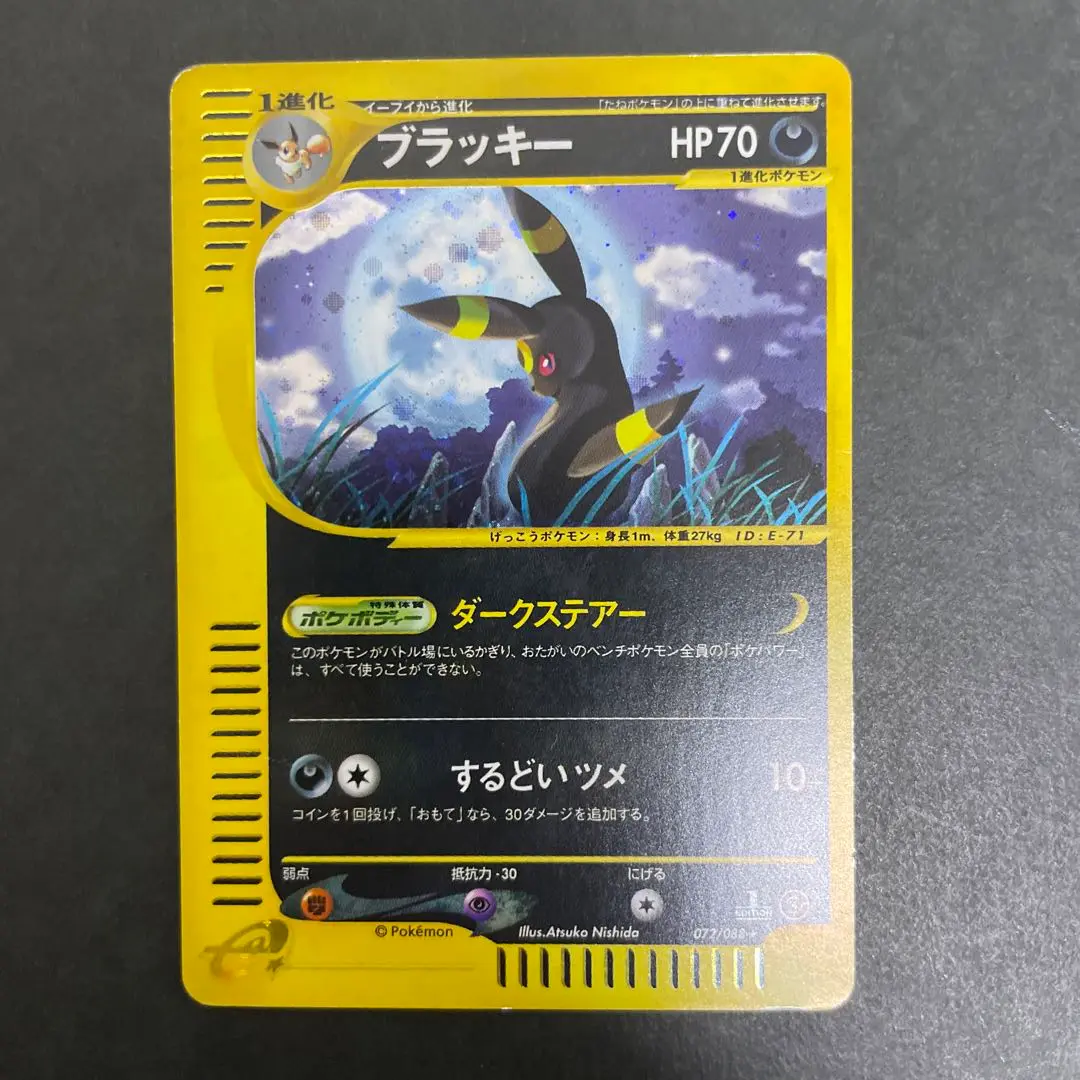 1進化
イーブイから進化
「たねポケモン」の上に重ねて進化させます。
ブラッキー
HP70
1進化ポケモン
げっこうポケモン：身長1m、体重27kg ID:E-71
特殊体質
ポケボディー
ダークステアー
このポケモンがバトル場にいるかぎり、おたがいのベンチポケモン全員の「ポケパワー」
は、すべて使うことができない。
するどいツメ
10
コインを1回投げ、「おもて」なら、30ダメージを追加する。
弱点
抵抗力-30
にげる
1
EDITION
© Pokémon
Illus.Atsuko Nishida
072/088★
e